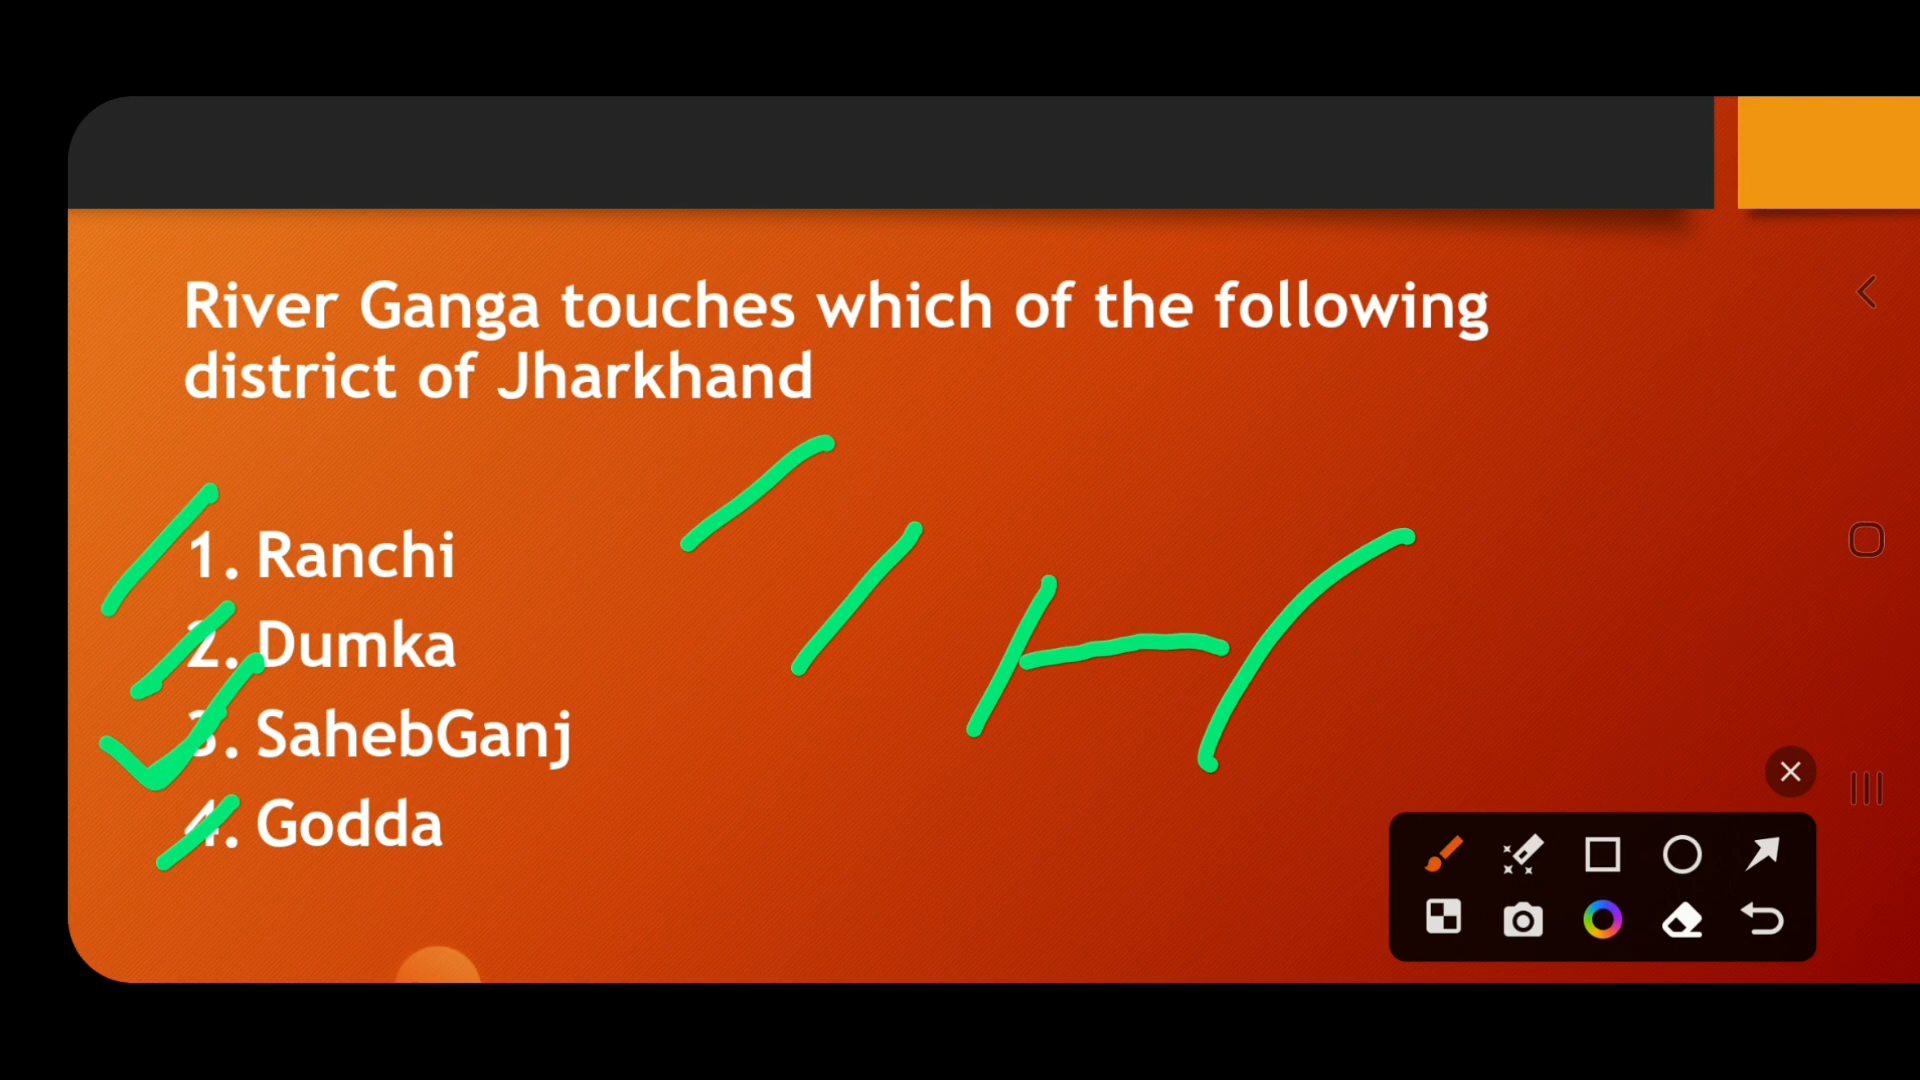 River Ganga touches which of the following
district of Jharkhand
1. Ranchi
2. Dumka
3. SahebGanj
4. Godda